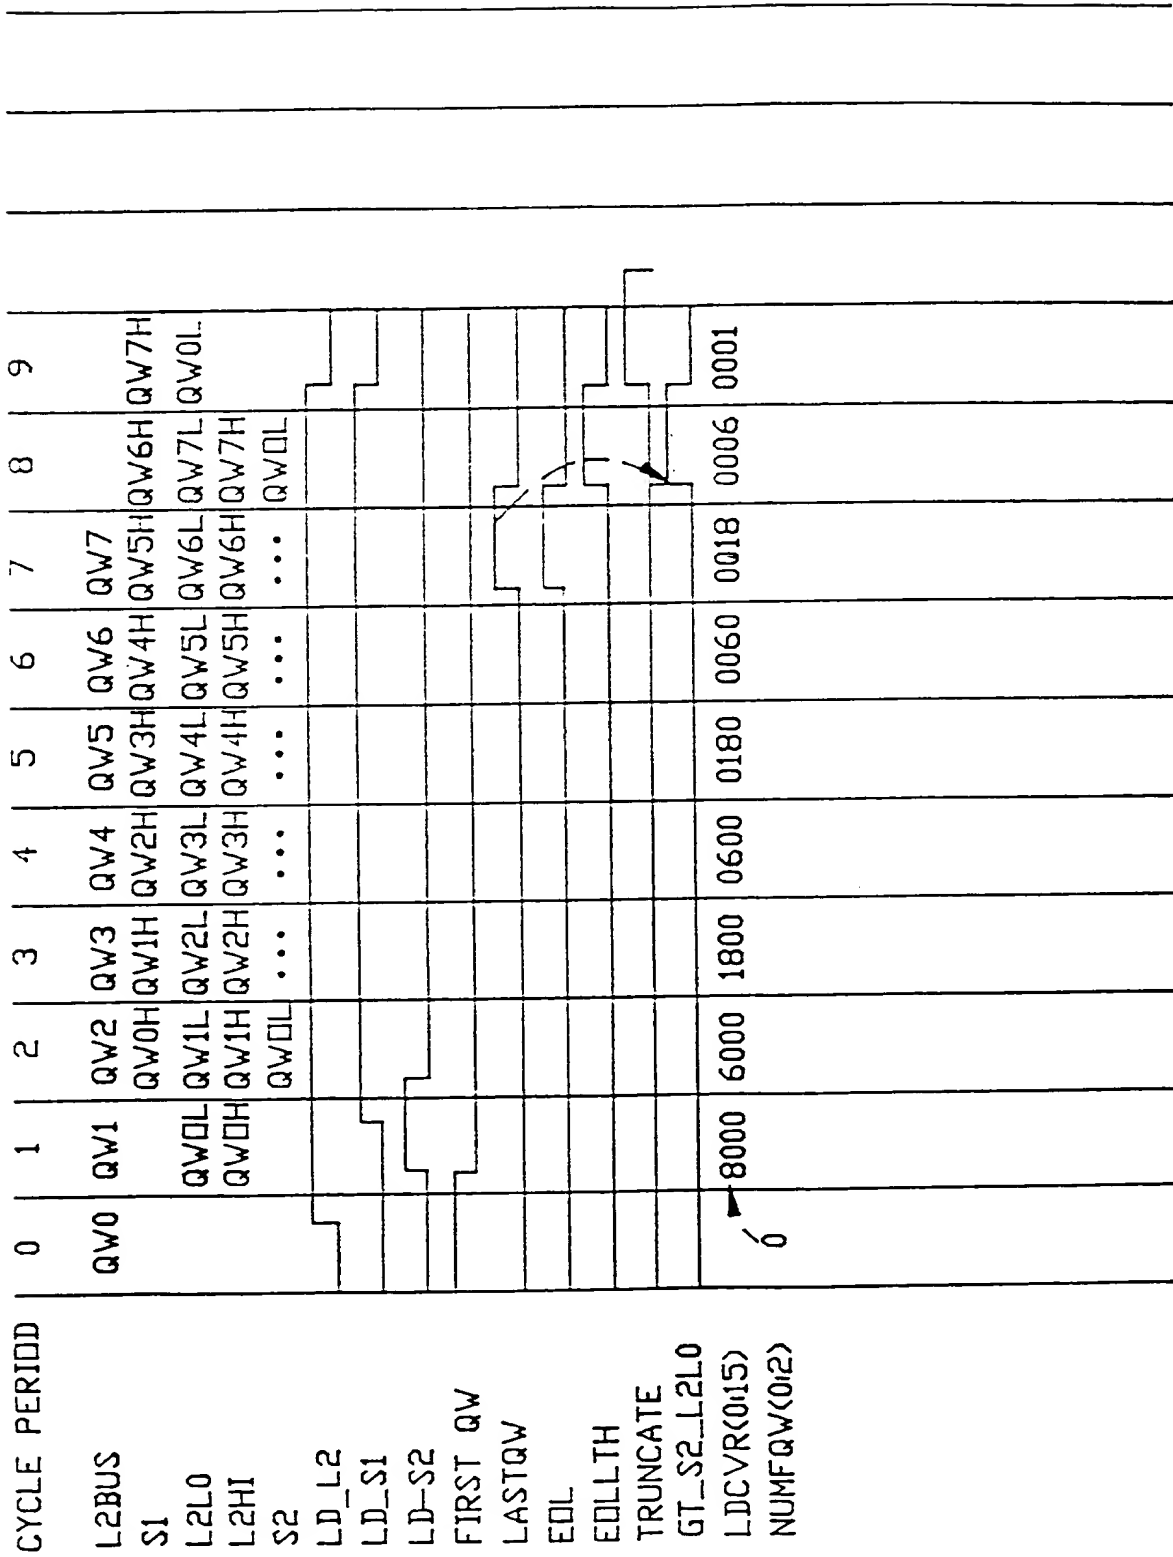 CYCLE PERIOD 0 1 2 3 4 5 6 7 8 9
L2BUS QW0 QW1 QW2 QW3 QW4 QW5 QW6 QW7
S1 QW0H QW1H QW2H QW3H QW4H QW5H QW6H QW7H
L2LO QW0L QW1L QW2L QW3L QW4L QW5L QW6L QW7L QW0L
L2HI QW0H QW1H QW2H QW3H QW4H QW5H QW6H QW7H
S2 QW0L ... ... ... ... ... QW0L
LD_L2
LD_S1
LD-S2
FIRST QW
LASTQW
EOL
EOLLTH
TRUNCATE
GT_S2_L2LO
LDCVR(0:15) 8000 6000 1800 0600 0180 0060 0018 0006 0001
NUMFQW(0:2) 0